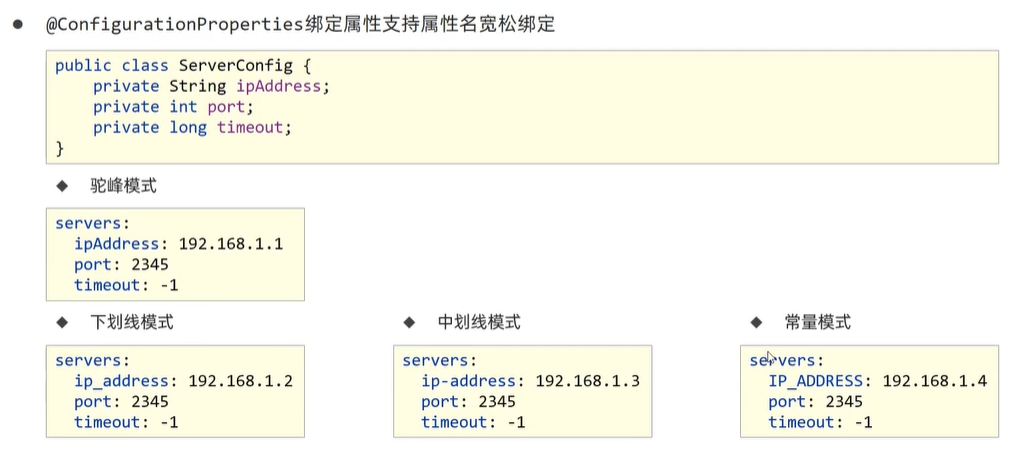 @ConfigurationProperties绑定属性支持属性名宽松绑定
public class ServerConfig {
    private String ipAddress;
    private int port;
    private long timeout;
}
驼峰模式
servers:
  ipAddress: 192.168.1.1
  port: 2345
  timeout: -1
下划线模式
servers:
  ip_address: 192.168.1.2
  port: 2345
  timeout: -1
中划线模式
servers:
  ip-address: 192.168.1.3
  port: 2345
  timeout: -1
常量模式
servers:
  IP_ADDRESS: 192.168.1.4
  port: 2345
  timeout: -1